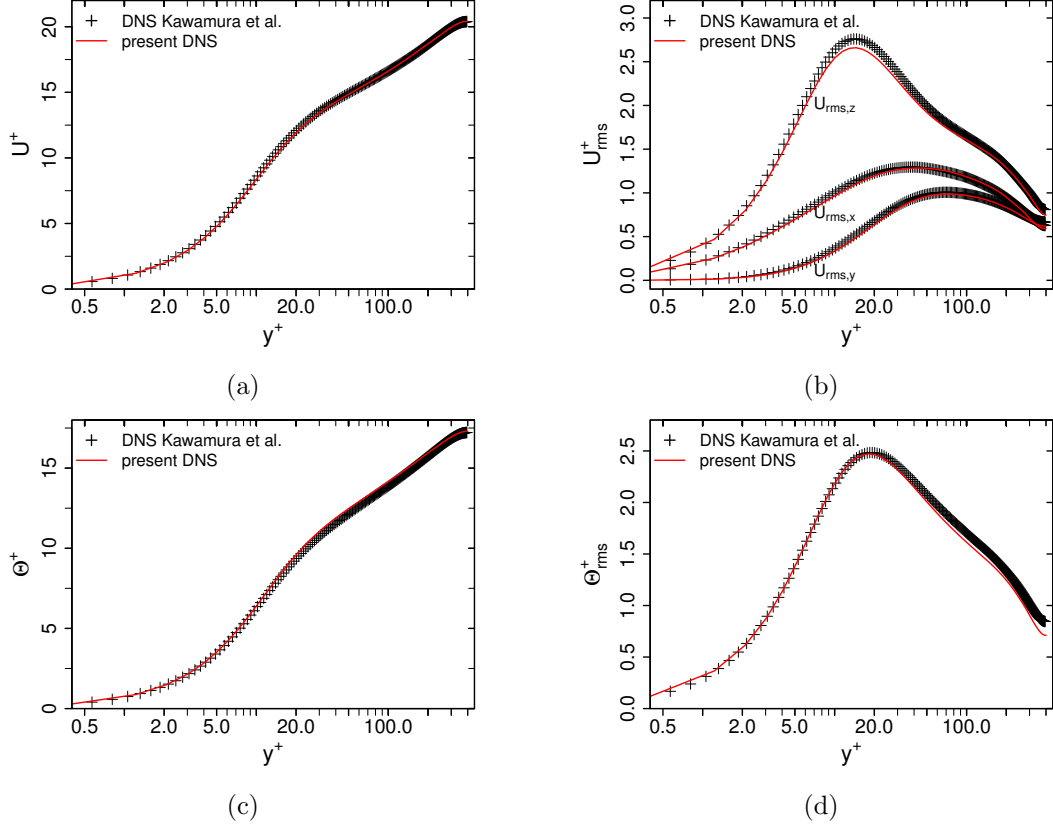 DNS Kawamura et al.
present DNS
U+
0 5 10 15 20
0.5 2.0 5.0 20.0 100.0
y+
(a)
DNS Kawamura et al.
present DNS
Urms,z
Urms,x
Urms,y
U+rms
0.0 0.5 1.0 1.5 2.0 2.5 3.0
0.5 2.0 5.0 20.0 100.0
y+
(b)
DNS Kawamura et al.
present DNS
Θ+
0 5 10 15
0.5 2.0 5.0 20.0 100.0
y+
(c)
DNS Kawamura et al.
present DNS
Θ+rms
0.0 0.5 1.0 1.5 2.0 2.5
0.5 2.0 5.0 20.0 100.0
y+
(d)